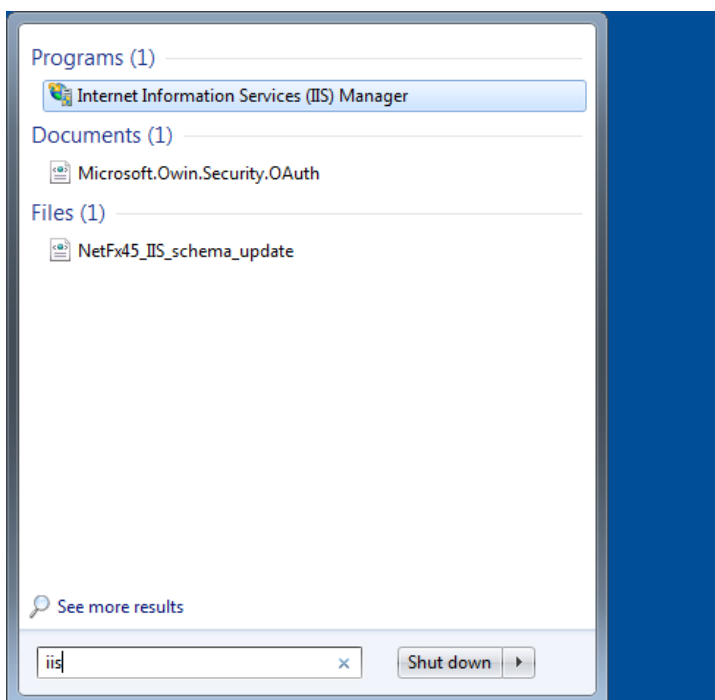 Programs (1)
Internet Information Services (IIS) Manager
Documents (1)
Microsoft.Owin.Security.OAuth
Files (1)
NetFx45_IIS_schema_update
See more results
iis
Shut down